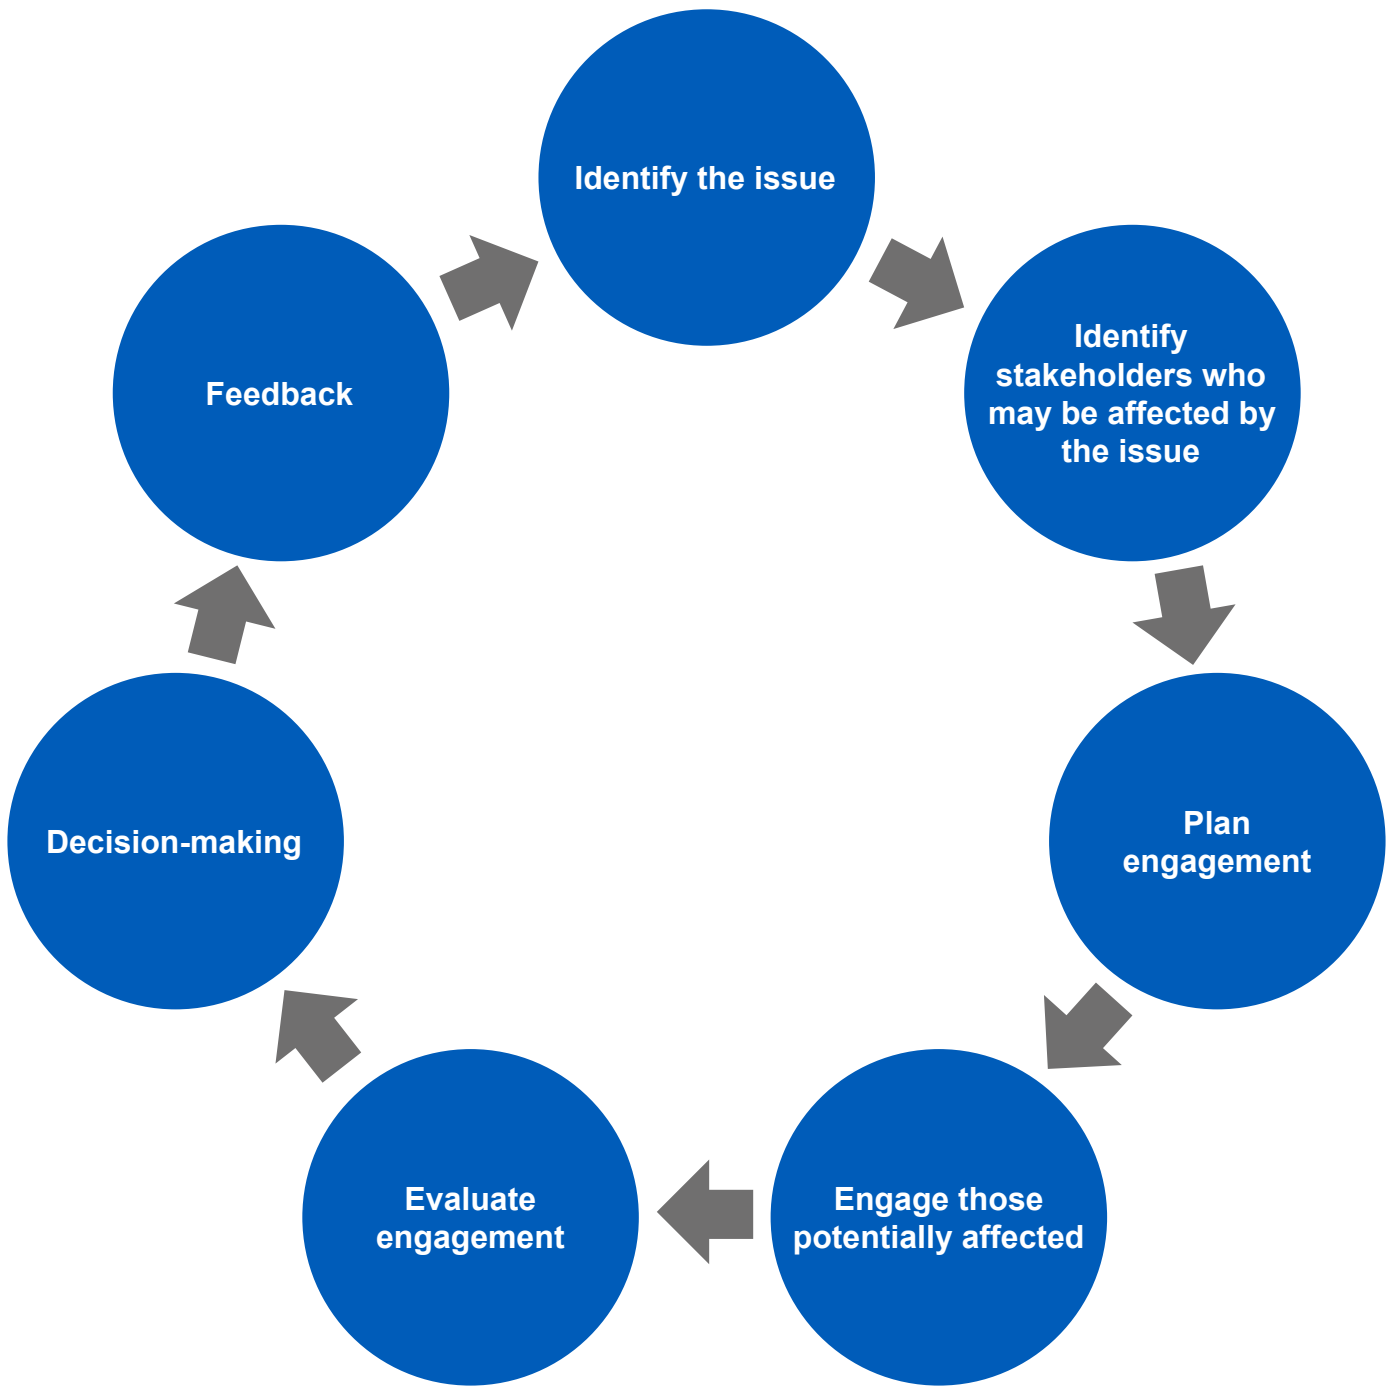 Identify the issue
Identify
stakeholders who
may be affected by
the issue
Plan
engagement
Engage those
potentially affected
Evaluate
engagement
Decision-making
Feedback